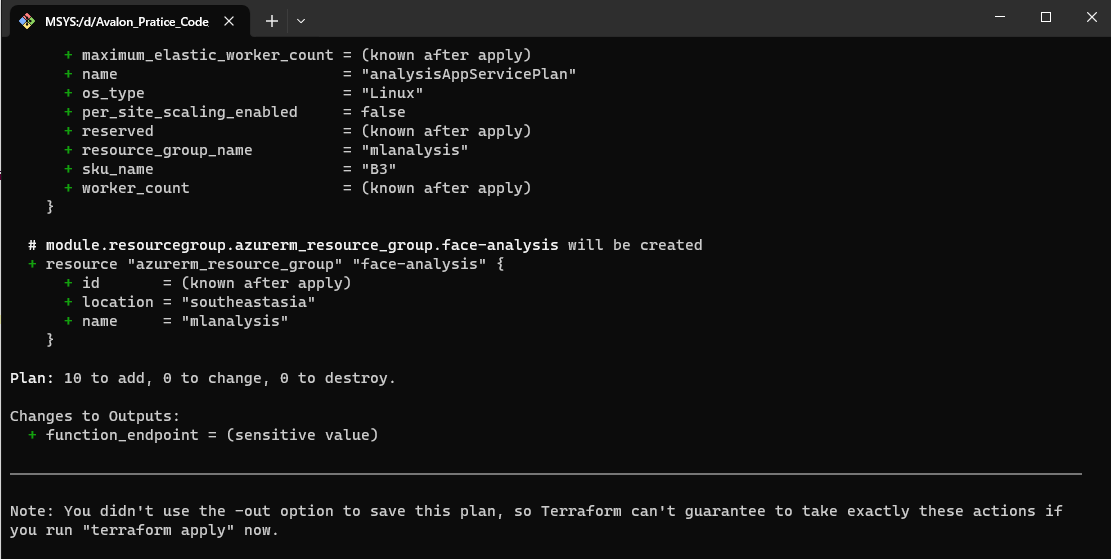 MSYS:/d/Avalon_Pratice_Code
+ maximum_elastic_worker_count = (known after apply)
+ name = "analysisAppServicePlan"
+ os_type = "Linux"
+ per_site_scaling_enabled = false
+ reserved = (known after apply)
+ resource_group_name = "mlanalysis"
+ sku_name = "B3"
+ worker_count = (known after apply)
}
# module.resourcegroup.azurerm_resource_group.face-analysis will be created
+ resource "azurerm_resource_group" "face-analysis" {
+ id = (known after apply)
+ location = "southeastasia"
+ name = "mlanalysis"
}
Plan: 10 to add, 0 to change, 0 to destroy.
Changes to Outputs:
+ function_endpoint = (sensitive value)
Note: You didn't use the -out option to save this plan, so Terraform can't guarantee to take exactly these actions if
you run "terraform apply" now.